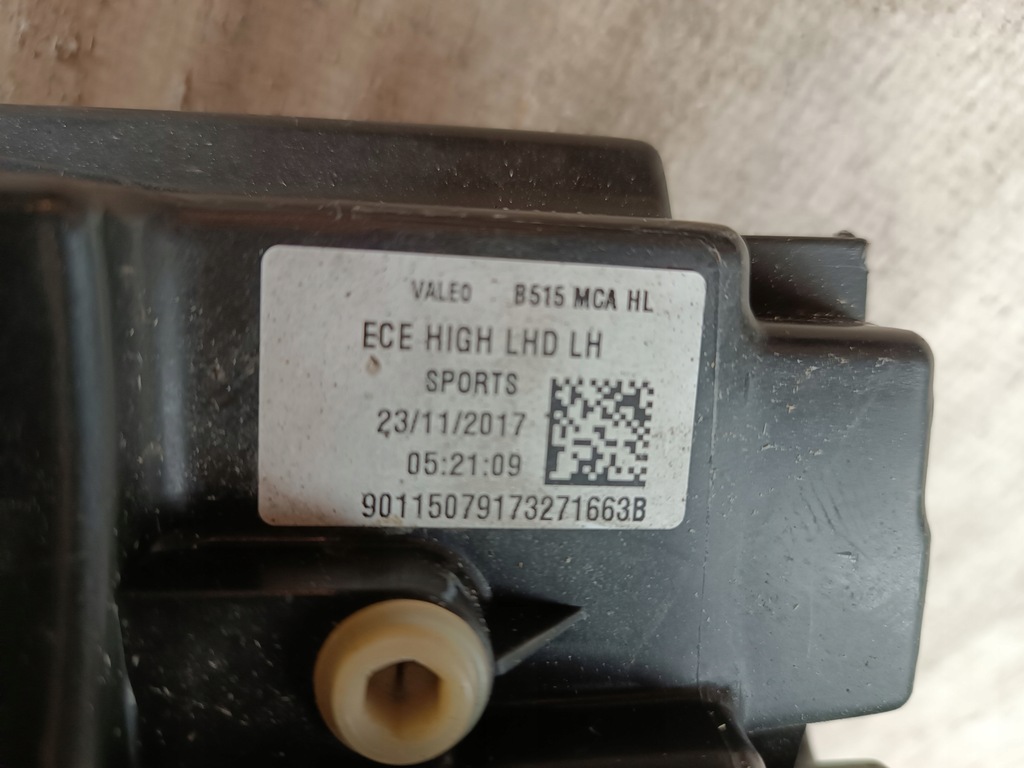 VALEO B515 MCA HL
ECE HIGH LHD LH
SPORTS
23/11/2017
05:21:09
90115079173271663B